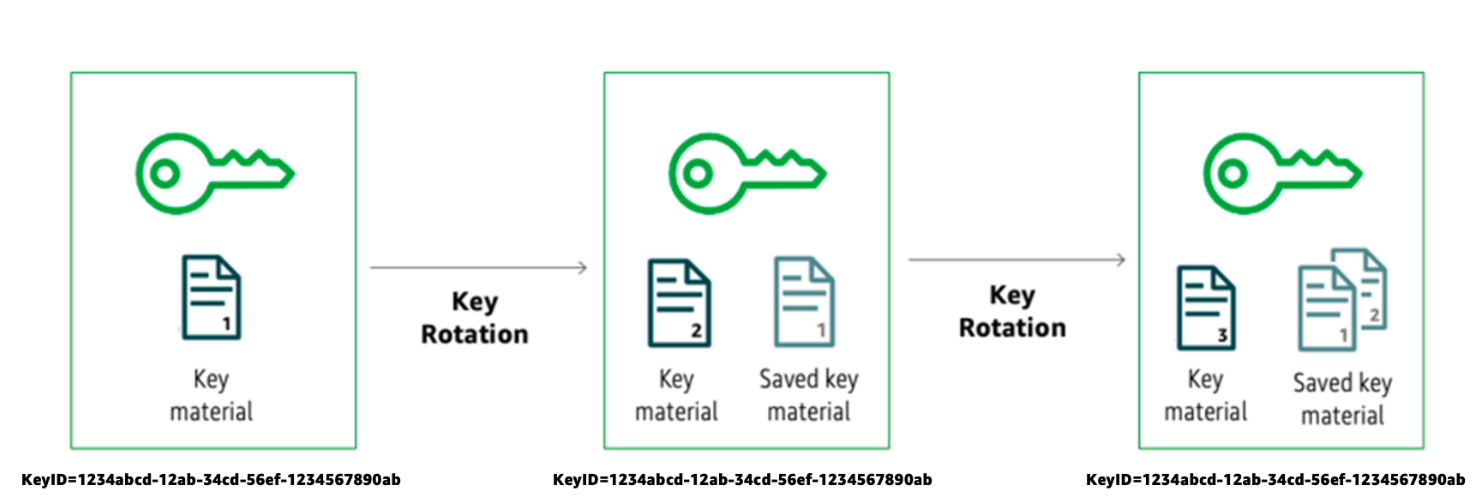 1
Key
material
KeyID=1234abcd-12ab-34cd-56ef-1234567890ab
Key
Rotation
2
Key
material
1
Saved key
material
KeyID=1234abcd-12ab-34cd-56ef-1234567890ab
Key
Rotation
3
Key
material
1
2
Saved key
material
KeyID=1234abcd-12ab-34cd-56ef-1234567890ab